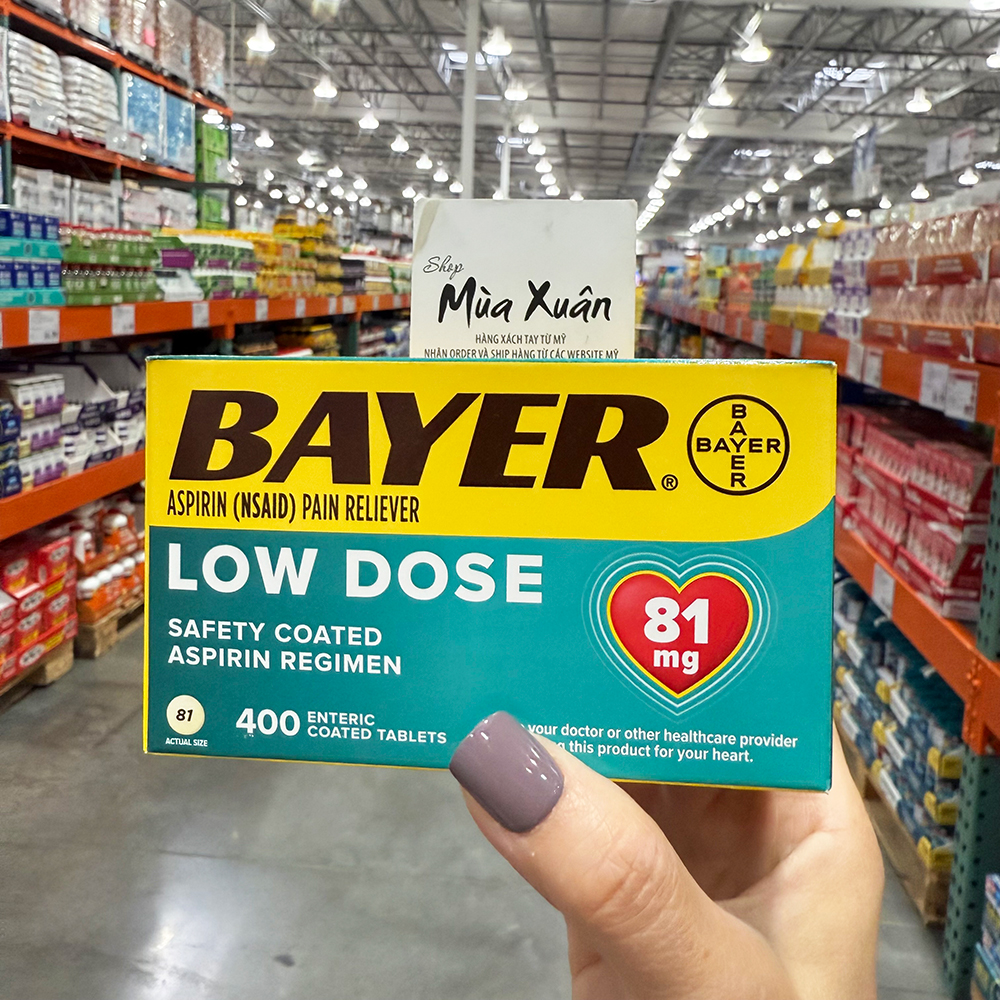 Shop
Mùa Xuân
HÀNG XÁCH TAY TỪ MỸ
NHẬN ORDER VÀ SHIP HÀNG TỪ CÁC WEBSITE MỸ
BAYER®
BAYER
BAYER
ASPIRIN (NSAID) PAIN RELIEVER
LOW DOSE
81
mg
SAFETY COATED
ASPIRIN REGIMEN
81
ACTUAL SIZE
400 ENTERIC
COATED TABLETS
your doctor or other healthcare provider
this product for your heart.